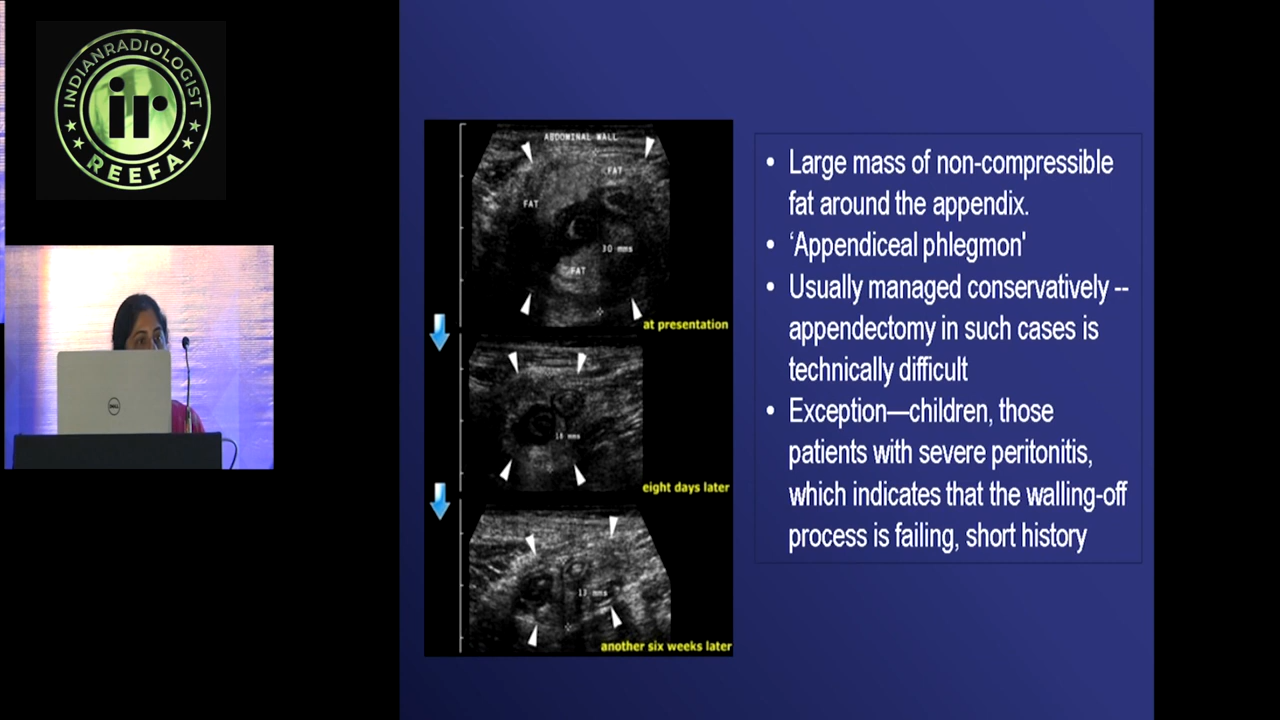 INDIANRADIOLOGIST
ir
REEFA
DELL
ABDOMINAL WALL
FAT
FAT
30 mms
FAT
at presentation
18 mms
eight days later
13 mms
another six weeks later
• Large mass of non-compressible
fat around the appendix.
• ‘Appendiceal phlegmon'
• Usually managed conservatively --
appendectomy in such cases is
technically difficult
• Exception—children, those
patients with severe peritonitis,
which indicates that the walling-off
process is failing, short history